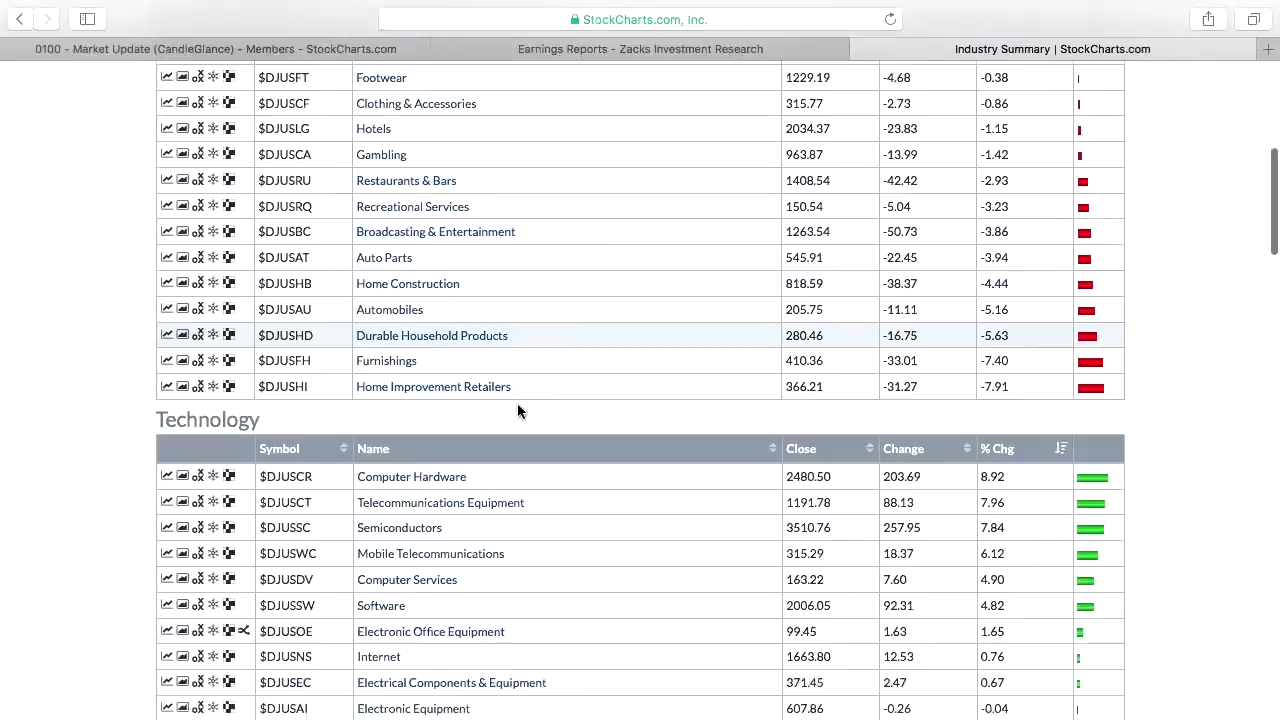 StockCharts.com, Inc.
0100 - Market Update (CandleGlance) - Members - StockCharts.com
Earnings Reports - Zacks Investment Research
Industry Summary | StockCharts.com
$DJUSFT Footwear 1229.19 -4.68 -0.38
$DJUSCF Clothing & Accessories 315.77 -2.73 -0.86
$DJUSLG Hotels 2034.37 -23.83 -1.15
$DJUSCA Gambling 963.87 -13.99 -1.42
$DJUSRU Restaurants & Bars 1408.54 -42.42 -2.93
$DJUSRQ Recreational Services 150.54 -5.04 -3.23
$DJUSBC Broadcasting & Entertainment 1263.54 -50.73 -3.86
$DJUSAT Auto Parts 545.91 -22.45 -3.94
$DJUSHB Home Construction 818.59 -38.37 -4.44
$DJUSAU Automobiles 205.75 -11.11 -5.16
$DJUSHD Durable Household Products 280.46 -16.75 -5.63
$DJUSFH Furnishings 410.36 -33.01 -7.40
$DJUSHI Home Improvement Retailers 366.21 -31.27 -7.91
Technology
Symbol Name Close Change % Chg
$DJUSCR Computer Hardware 2480.50 203.69 8.92
$DJUSCT Telecommunications Equipment 1191.78 88.13 7.96
$DJUSSC Semiconductors 3510.76 257.95 7.84
$DJUSWC Mobile Telecommunications 315.29 18.37 6.12
$DJUSDV Computer Services 163.22 7.60 4.90
$DJUSSW Software 2006.05 92.31 4.82
$DJUSOE Electronic Office Equipment 99.45 1.63 1.65
$DJUSNS Internet 1663.80 12.53 0.76
$DJUSEC Electrical Components & Equipment 371.45 2.47 0.67
$DJUSAI Electronic Equipment 607.86 -0.26 -0.04